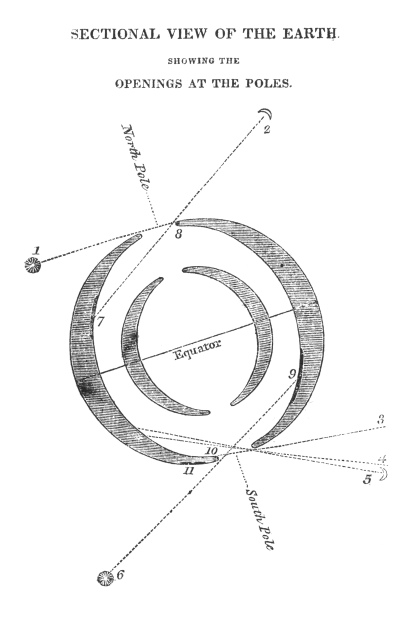 SECTIONAL VIEW OF THE EARTH.
SHOWING THE
OPENINGS AT THE POLES.
2
North Pole
8
1
7
Equator
9
3
10
4
11
5
South Pole
6